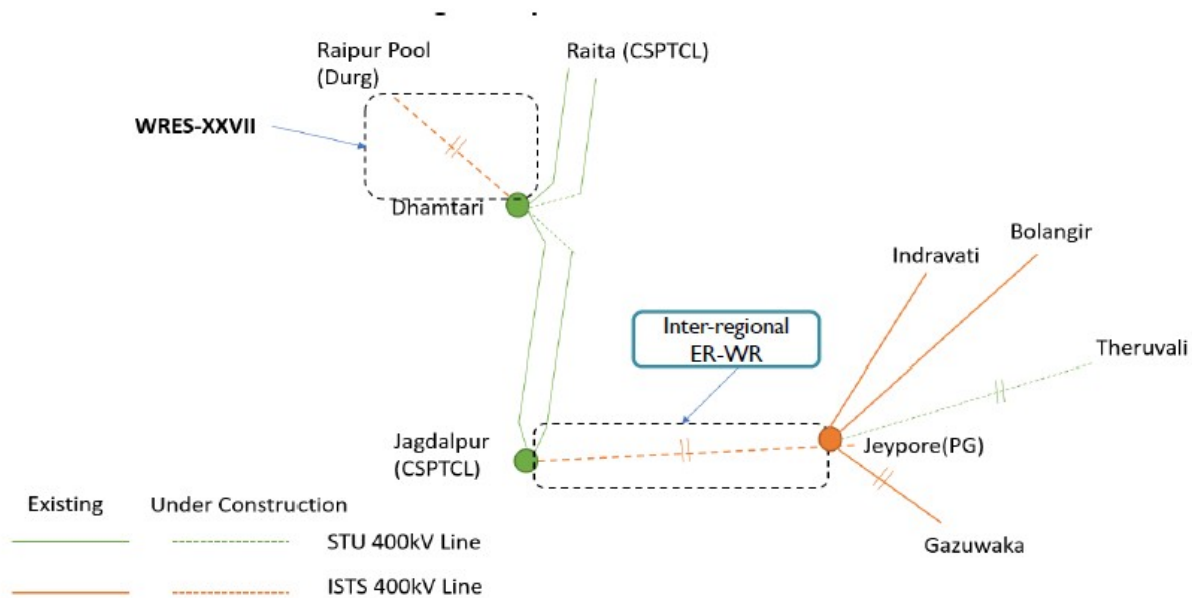 Raipur Pool
(Durg)
Raita (CSPTCL)
WRES-XXVII
Dhamtari
Bolangir
Indravati
Inter-regional
ER-WR
Theruvali
Jagdalpur
(CSPTCL)
Jeypore(PG)
Existing
Under Construction
STU 400kV Line
Gazuwaka
ISTS 400kV Line